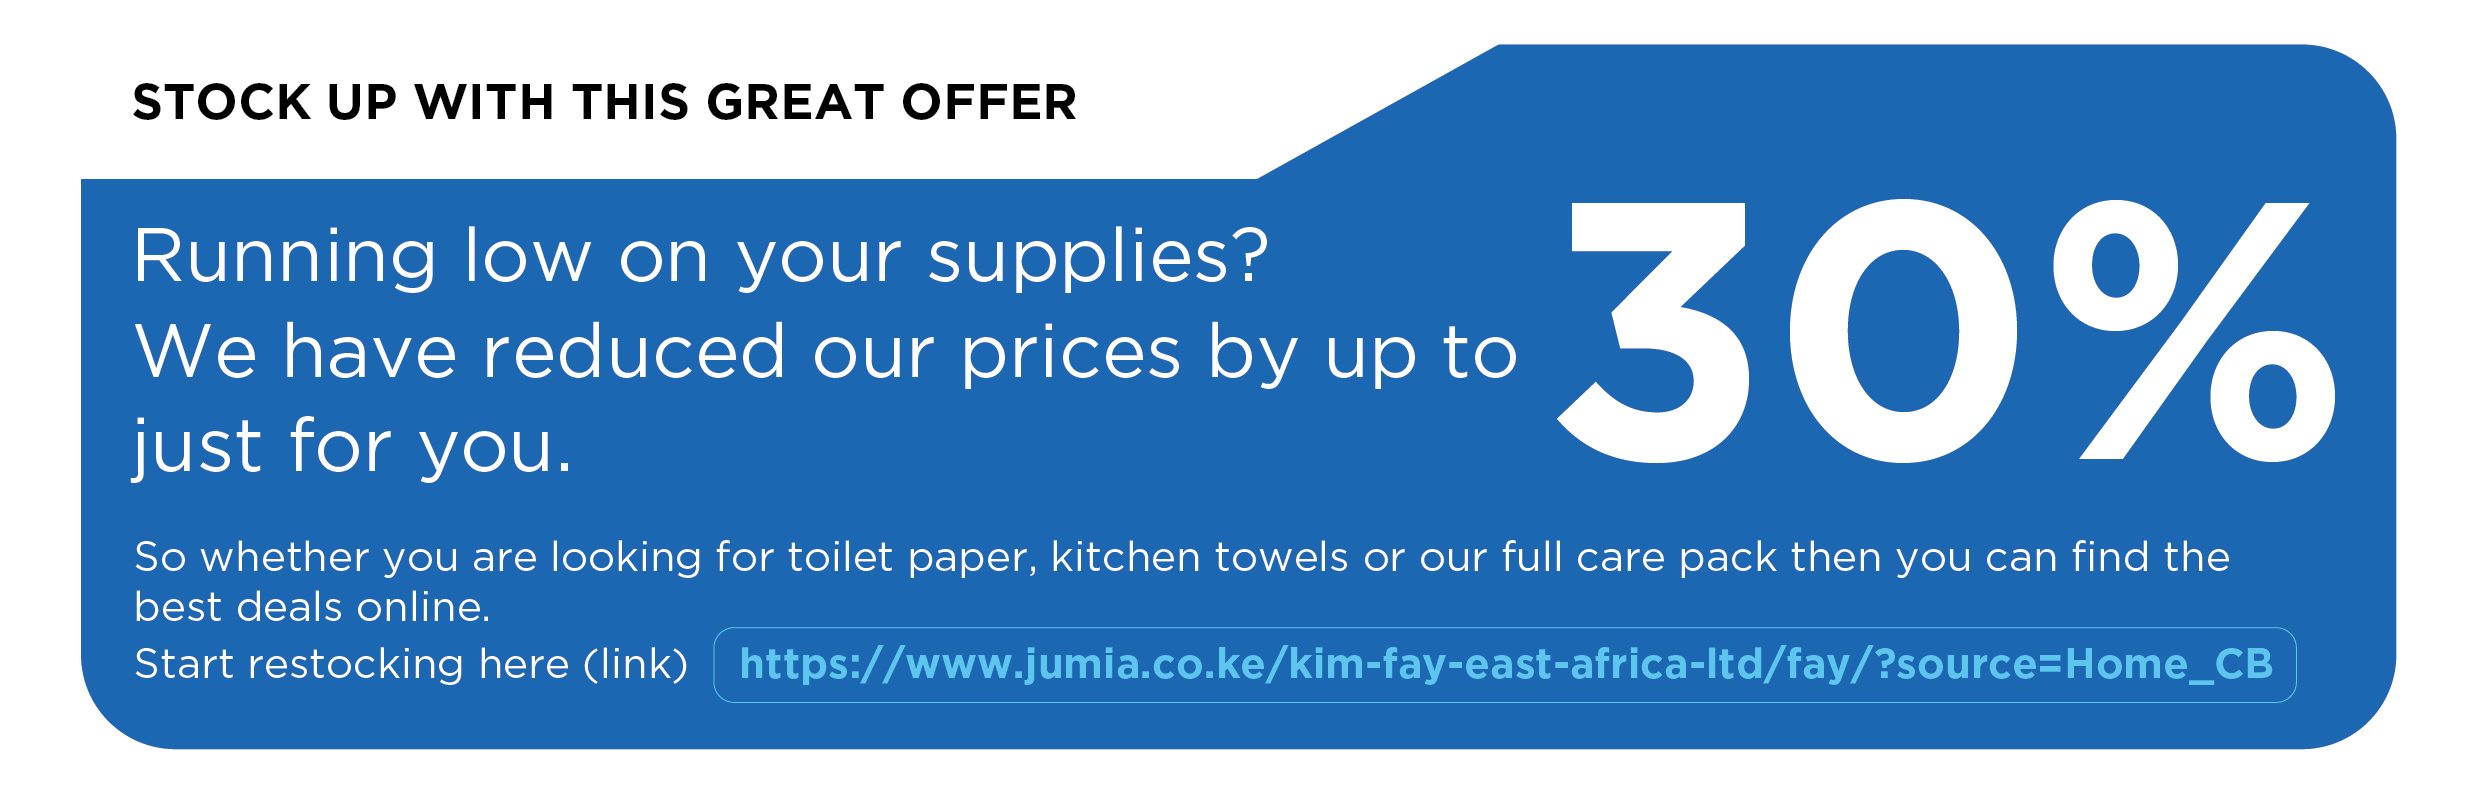 STOCK UP WITH THIS GREAT OFFER
Running low on your supplies?
We have reduced our prices by up to 30%
just for you.
So whether you are looking for toilet paper, kitchen towels or our full care pack then you can find the
best deals online.
Start restocking here (link) https://www.jumia.co.ke/kim-fay-east-africa-ltd/fay/?source=Home_CB